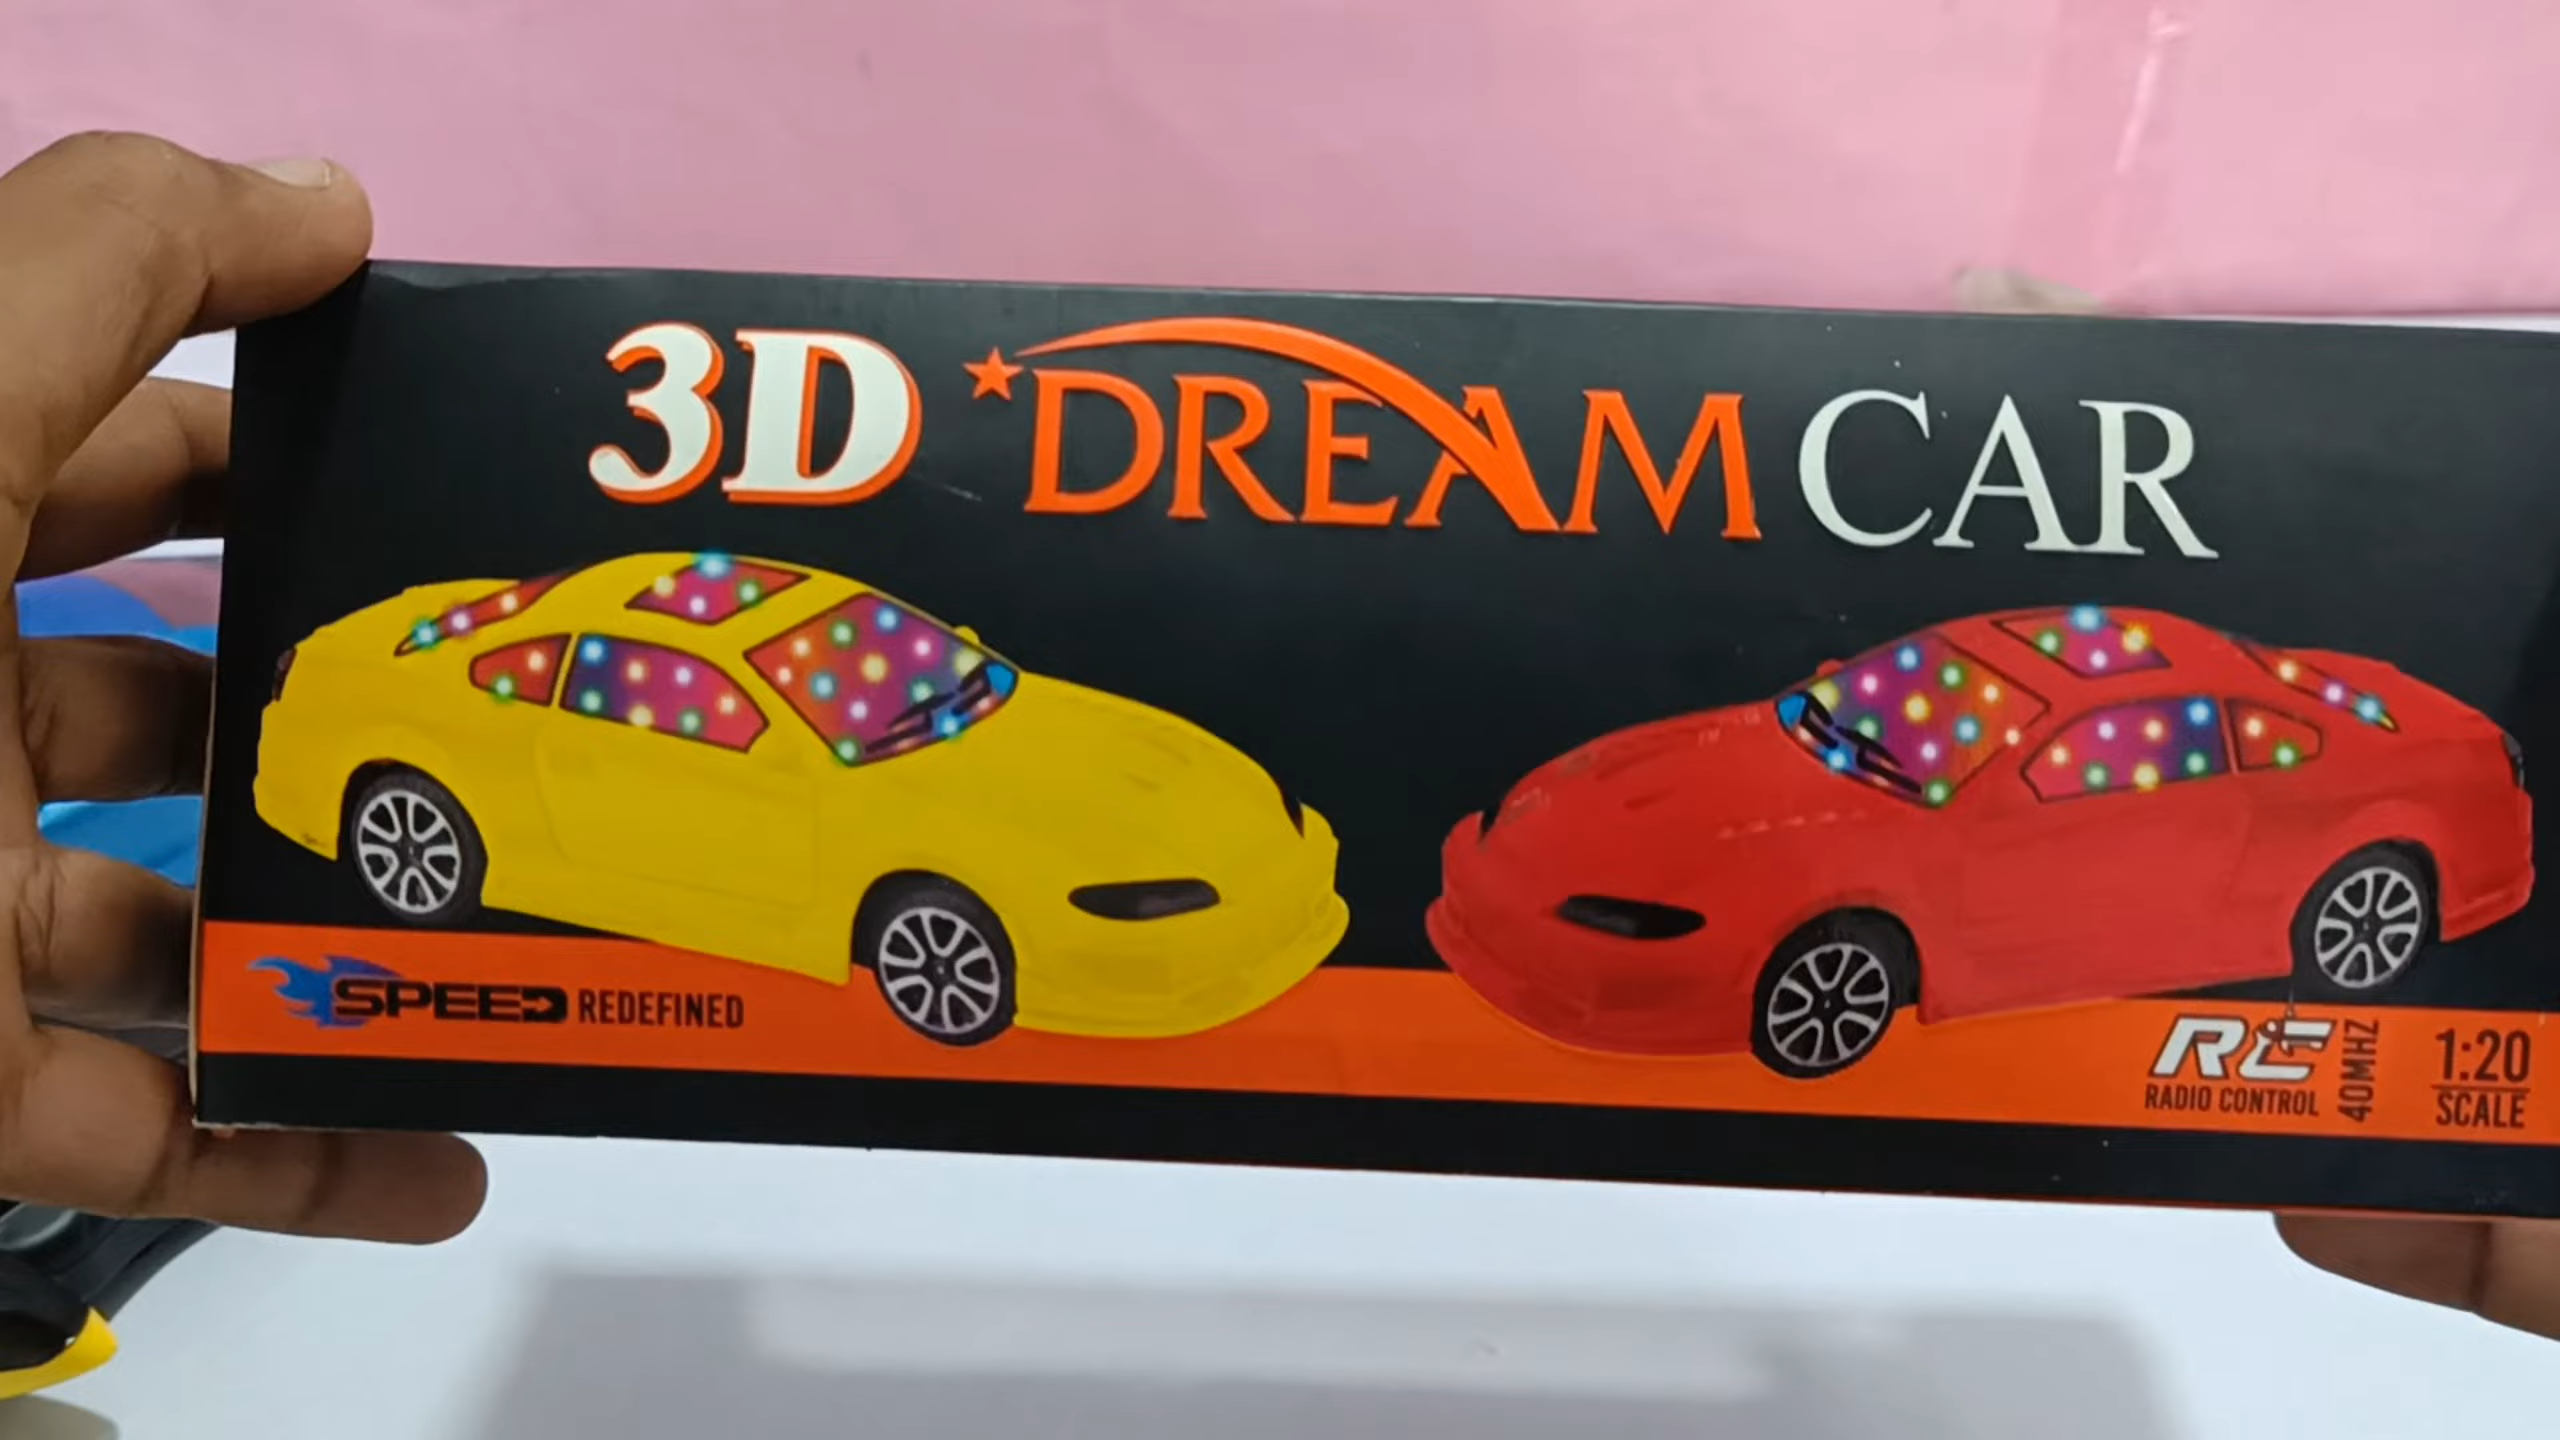 3D DREAM CAR
SPEED REDEFINED
RC
RADIO CONTROL
40MHZ
1:20
SCALE